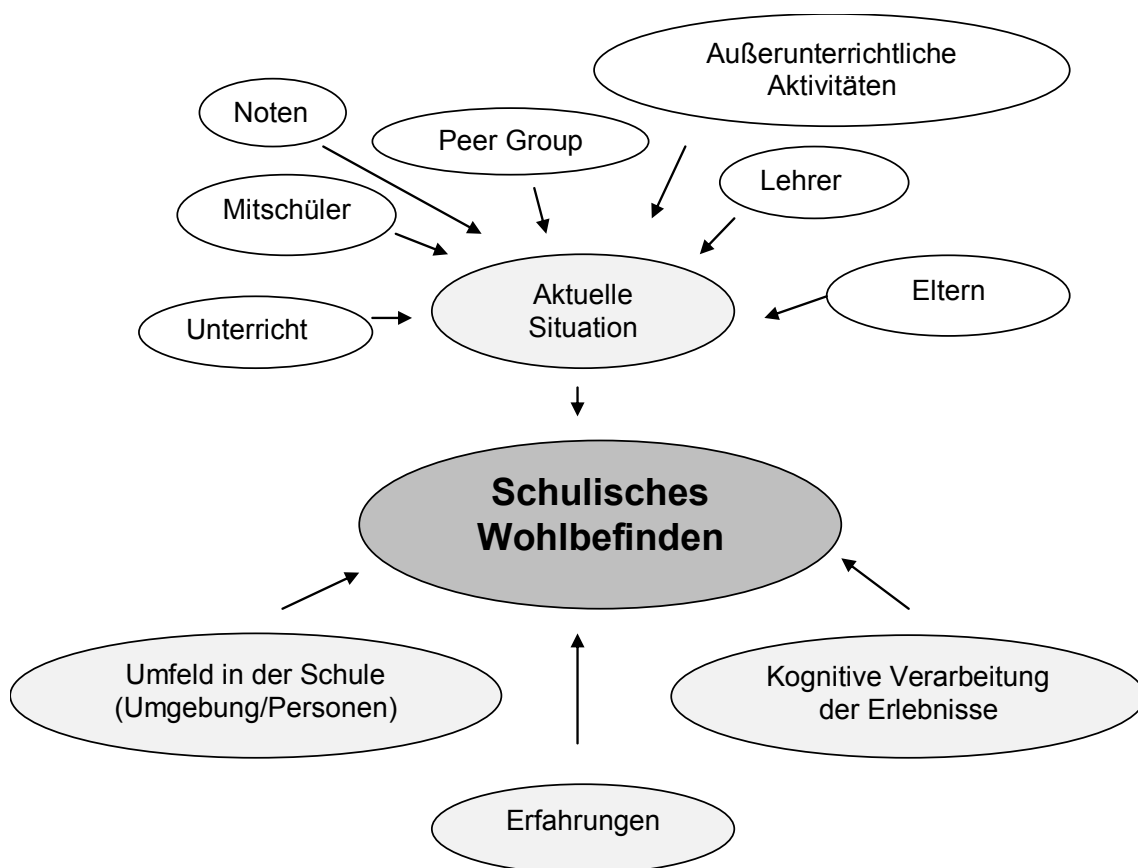 Außerunterrichtliche
Aktivitäten
Noten
Peer Group
Lehrer
Mitschüler
Eltern
Unterricht
Aktuelle
Situation
Schulisches
Wohlbefinden
Umfeld in der Schule
(Umgebung/Personen)
Kognitive Verarbeitung
der Erlebnisse
Erfahrungen